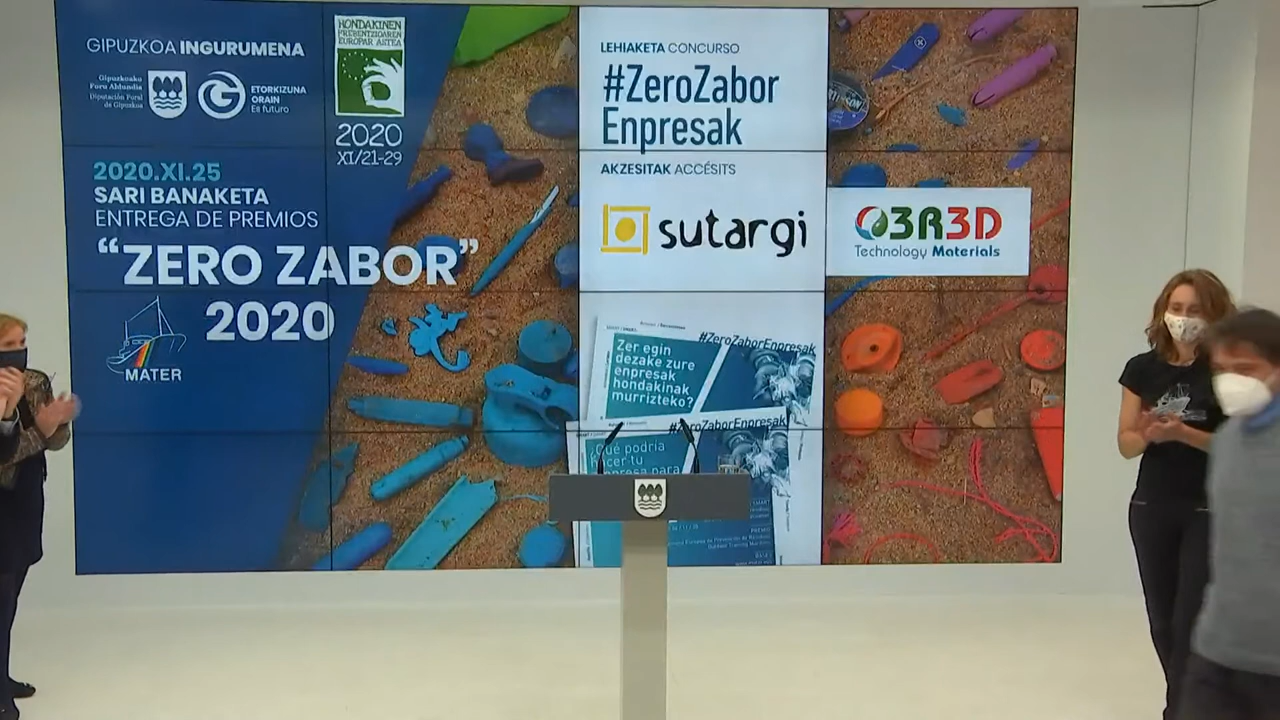 GIPUZKOA INGURUMENA
Gipuzkoako
Foru Aldundia
Diputación Foral
de Gipuzkoa
ETORKIZUNA
ORAIN
Es futuro
HONDAKINEN
PREBENTZIOAREN
EUROPAR ASTEA
2020
XI/21-29
2020.XI.25
SARI BANAKETA
ENTREGA DE PREMIOS
“ZERO ZABOR”
2020
MATER
LEHIAKETA CONCURSO
#ZeroZabor
Enpresak
AKZESITAK ACCÉSITS
sutargi
3R3D
Technology Materials
#ZeroZaborEnpresak
Zer egin
dezake zure
enpresak
hondakinak
murrizteko?
#ZeroZaborEnpresak
Qué podría
hacer tu
empresa para